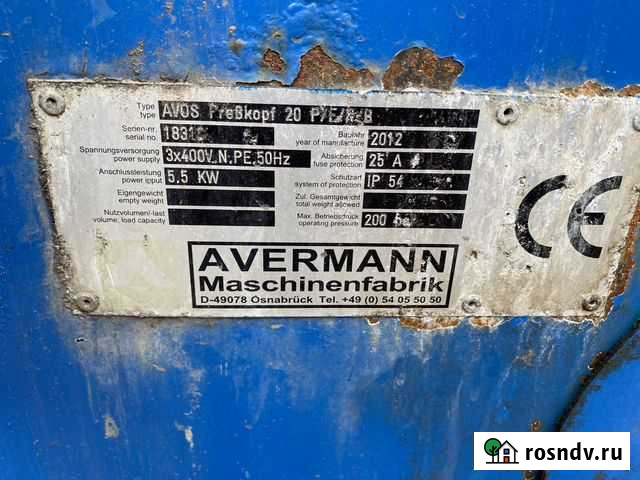 Type
type
AVOS Preßkopf 20
Serien-nr.
serial no.
Baujahr
year of manufacture
2012
Spannungsversorgung
power supply
3x400V,N,PE,50Hz
Absicherung
fuse protection
25 A
Anschlussleistung
power input
5.5 KW
Schutzart
system of protection
IP 54
Eigengewicht
empty weight
Zul. Gesamtgewicht
total weight allowed
Nutzvolumen/-last
volume, load capacity
Max. Betriebsdruck
operating pressure
200
CE
AVERMANN
Maschinenfabrik
D-49078 Osnabrück Tel. +49 (0) 54 05 50 50
rosndv.ru